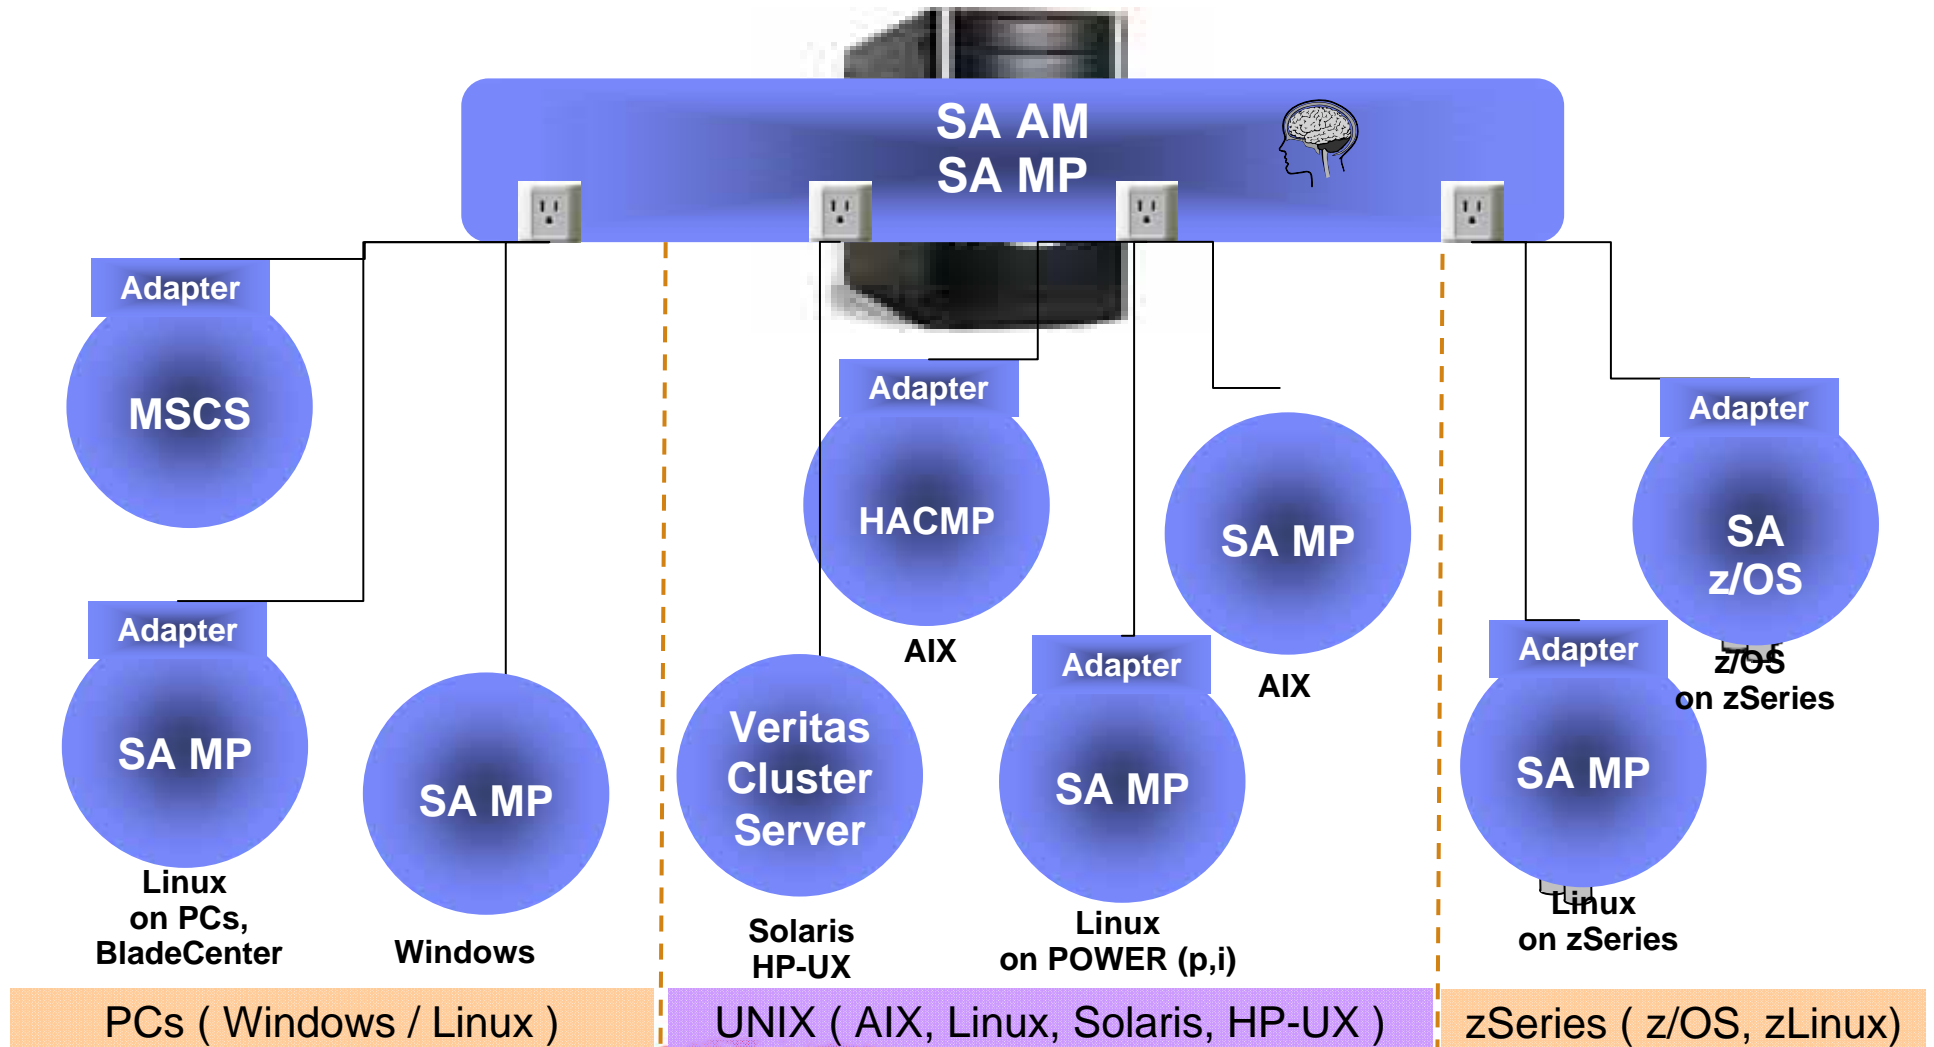 SA AM
SA MP
Adapter
MSCS
Adapter
SA MP
Linux
on PCs,
BladeCenter
SA MP
Windows
Adapter
HACMP
AIX
Veritas
Cluster
Server
Solaris
HP-UX
Adapter
SA MP
Linux
on POWER (p,i)
SA MP
AIX
Adapter
SA MP
Linux
on zSeries
Adapter
SA
z/OS
z/OS
on zSeries
PCs ( Windows / Linux )
UNIX ( AIX, Linux, Solaris, HP-UX )
zSeries ( z/OS, zLinux)